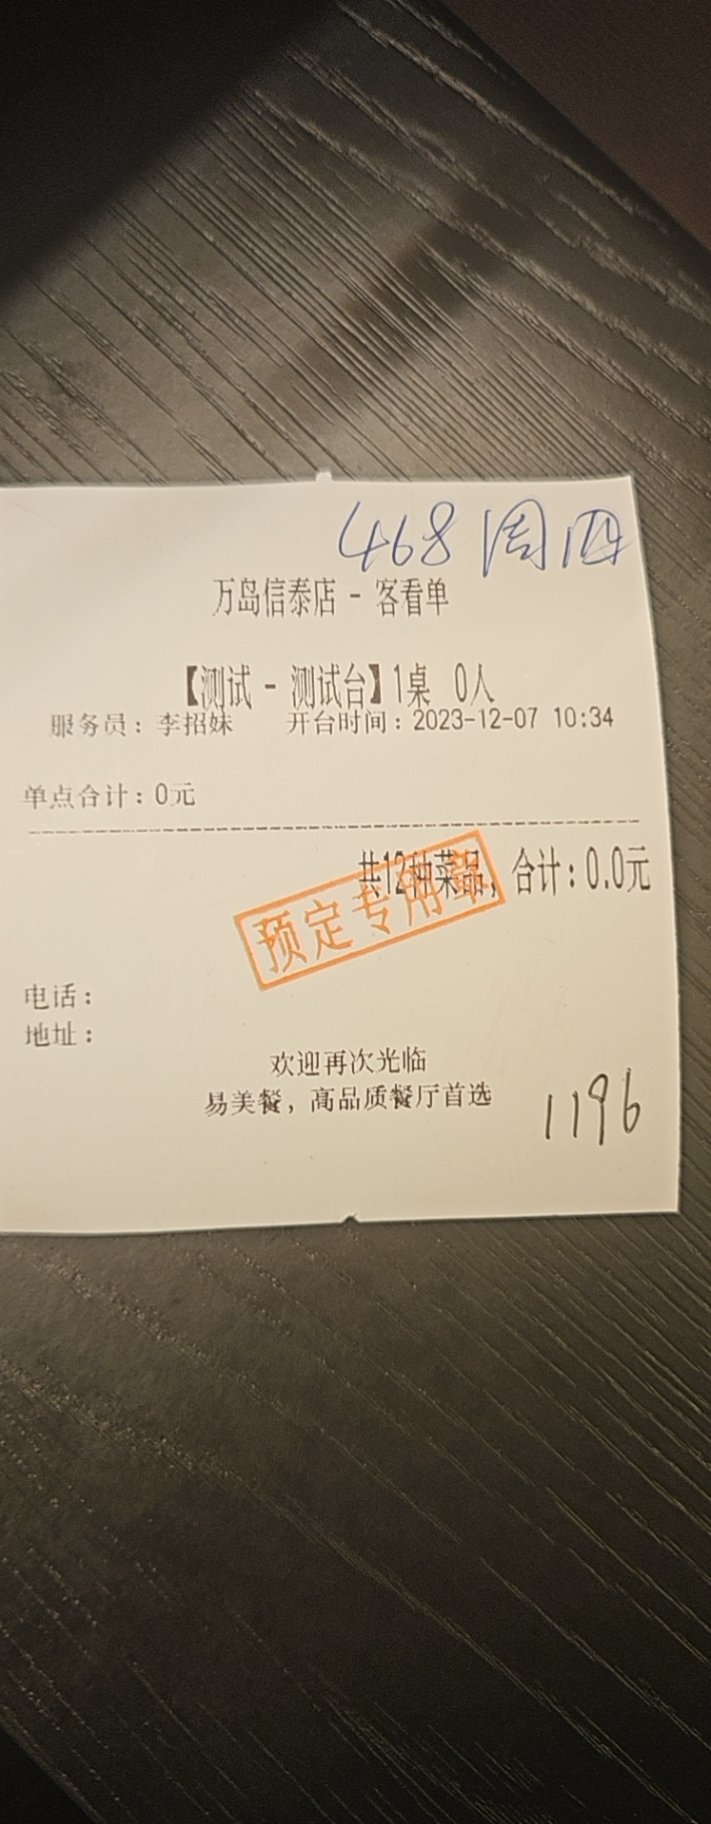 468 周四
万岛信泰店 - 客看单
【测试 - 测试台】1桌 0人
服务员：李招妹 开台时间：2023-12-07 10:34
单点合计：0元
共12种菜品，合计：0.0元
预定专用章
电话：
地址：
欢迎再次光临
易美餐，高品质餐厅首选
1196